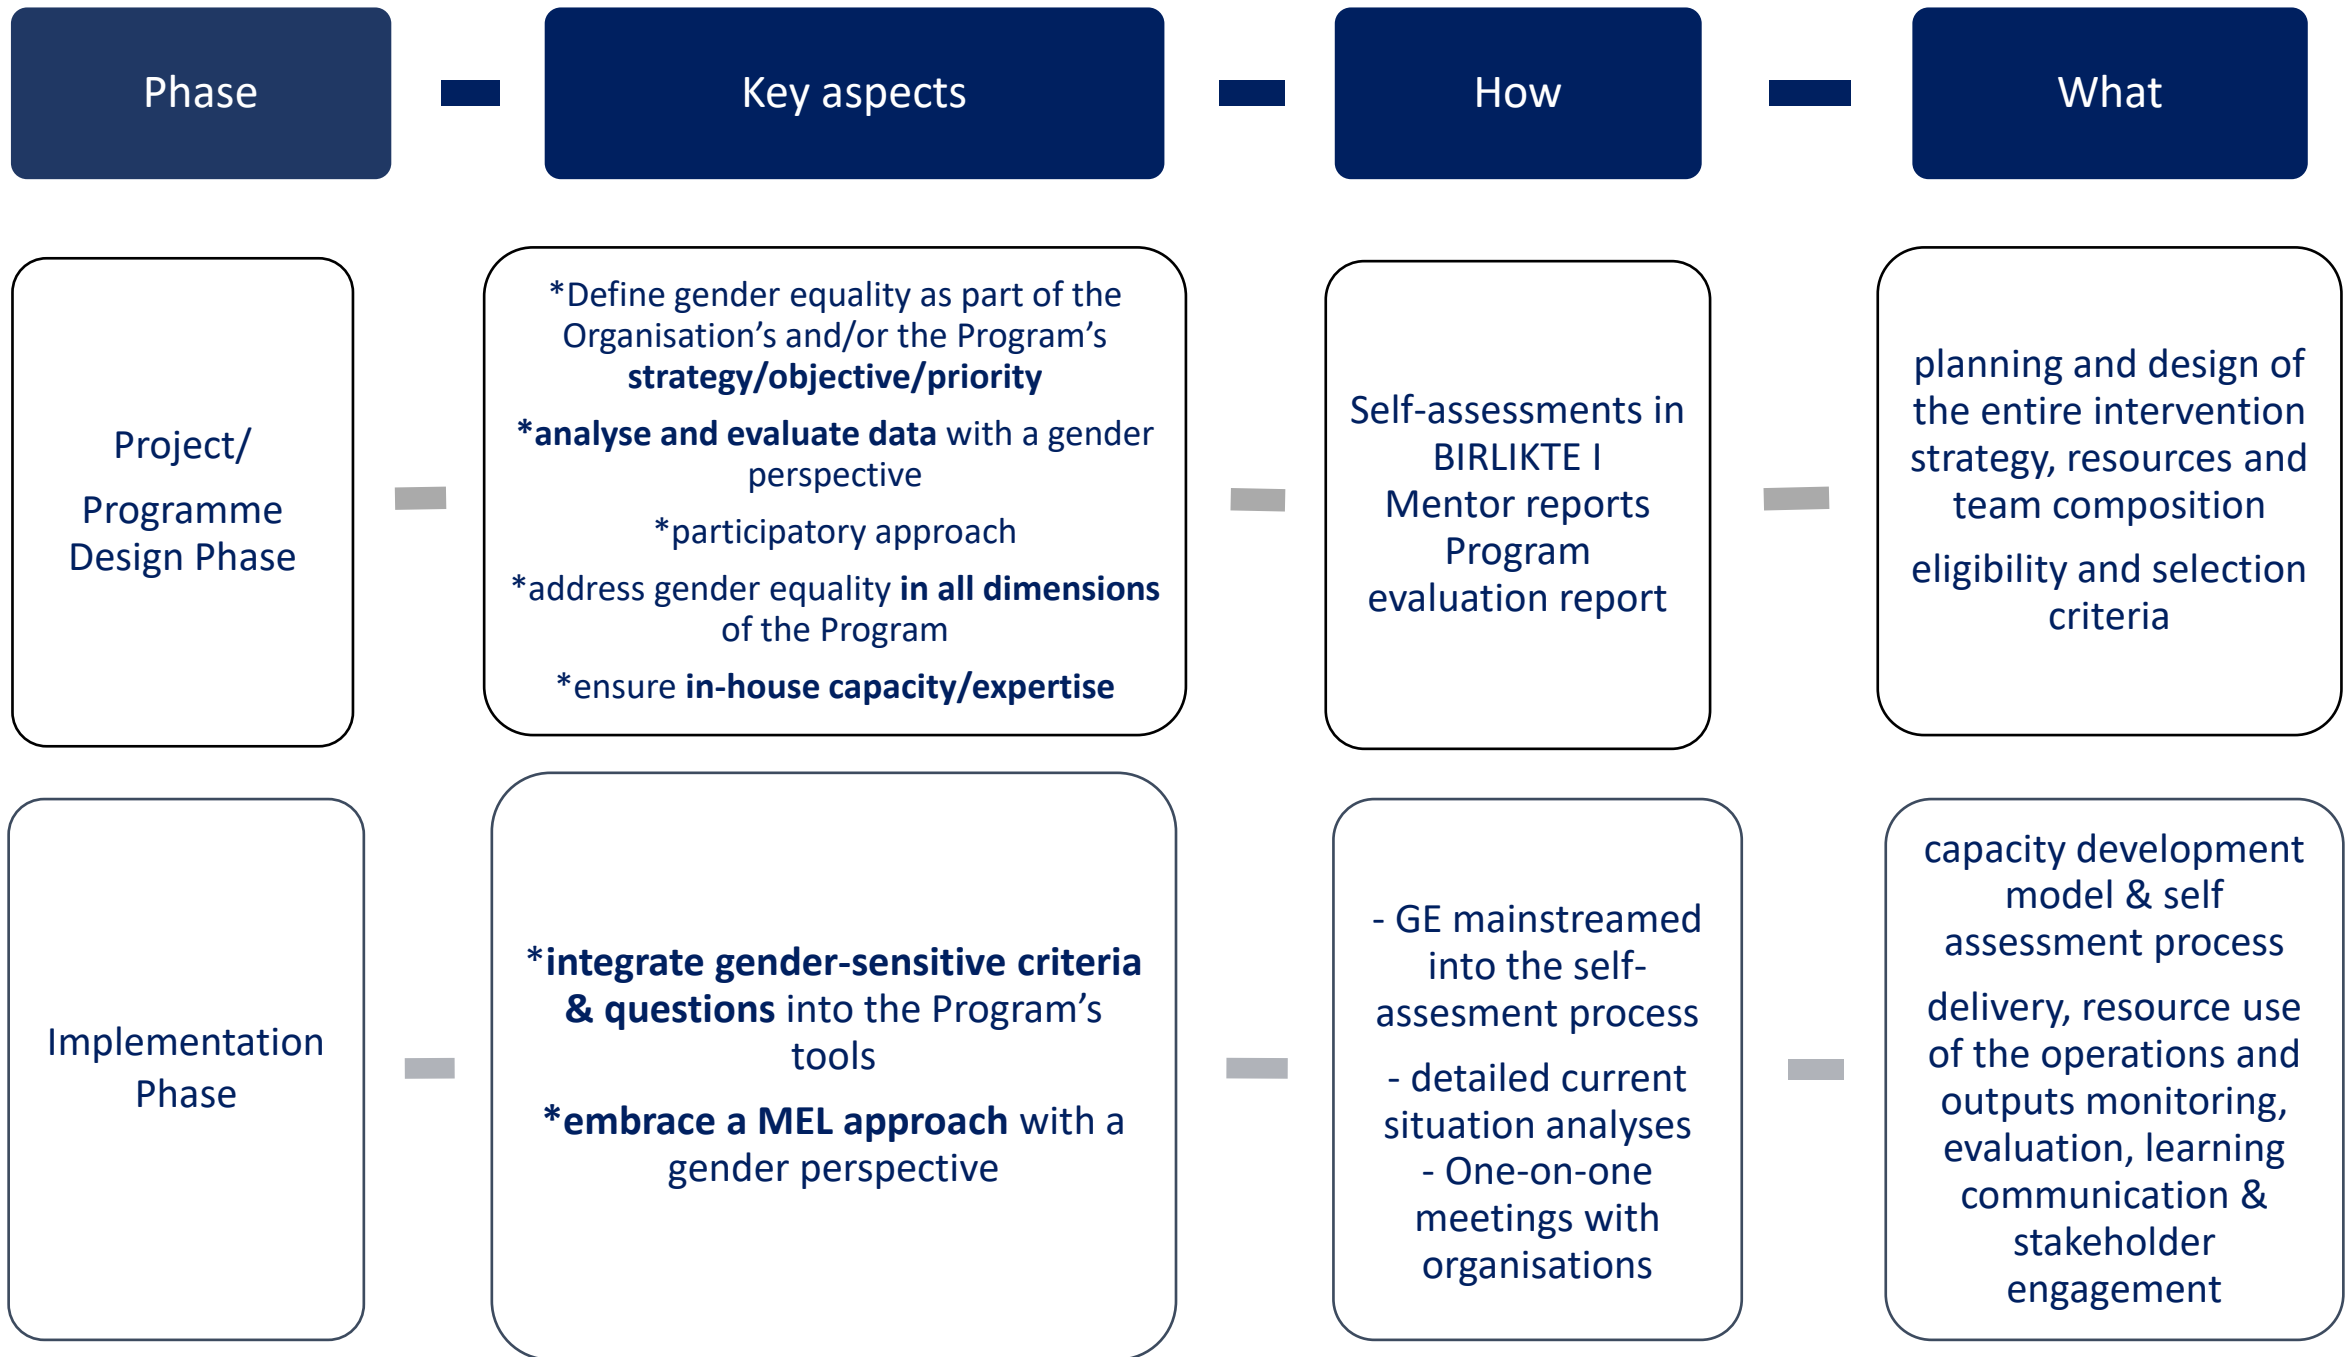 Phase
Key aspects
How
What
Project/
Programme
Design Phase
*Define gender equality as part of the
Organisation’s and/or the Program’s
strategy/objective/priority
*analyse and evaluate data with a gender
perspective
*participatory approach
*address gender equality in all dimensions
of the Program
*ensure in-house capacity/expertise
Self-assessments in
BIRLIKTE I
Mentor reports
Program
evaluation report
planning and design of
the entire intervention
strategy, resources and
team composition
eligibility and selection
criteria
Implementation
Phase
*integrate gender-sensitive criteria
& questions into the Program’s
tools
*embrace a MEL approach with a
gender perspective
- GE mainstreamed
into the self-
assesment process
- detailed current
situation analyses
- One-on-one
meetings with
organisations
capacity development
model & self
assessment process
delivery, resource use
of the operations and
outputs monitoring,
evaluation, learning
communication &
stakeholder
engagement